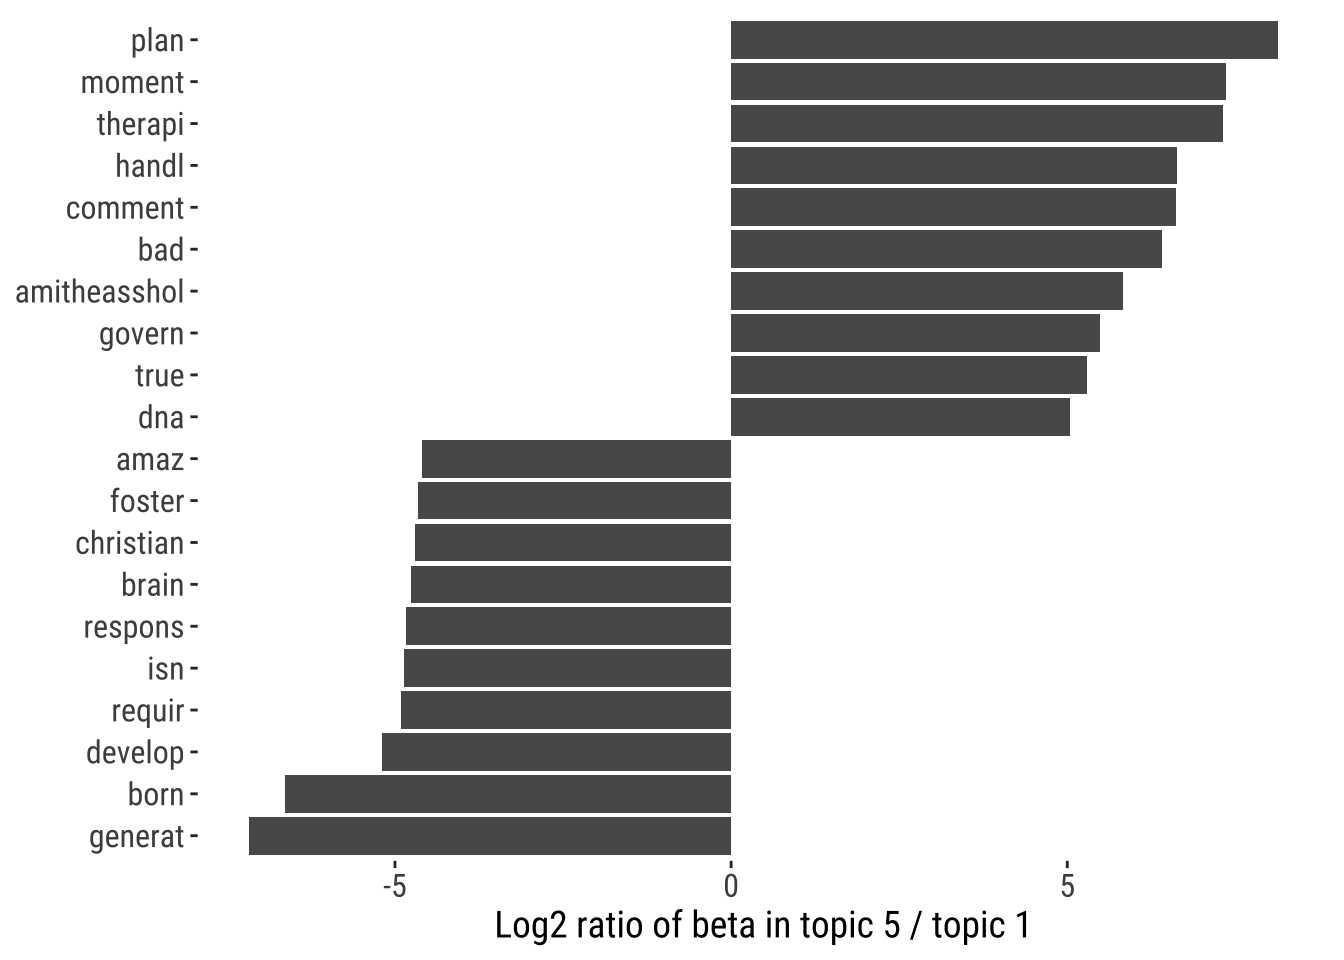 plan
moment
therapi
handl
comment
bad
amitheasshol
govern
true
dna
amaz
foster
christian
brain
respons
isn
requir
develop
born
generat
-5 0 5
Log2 ratio of beta in topic 5 / topic 1